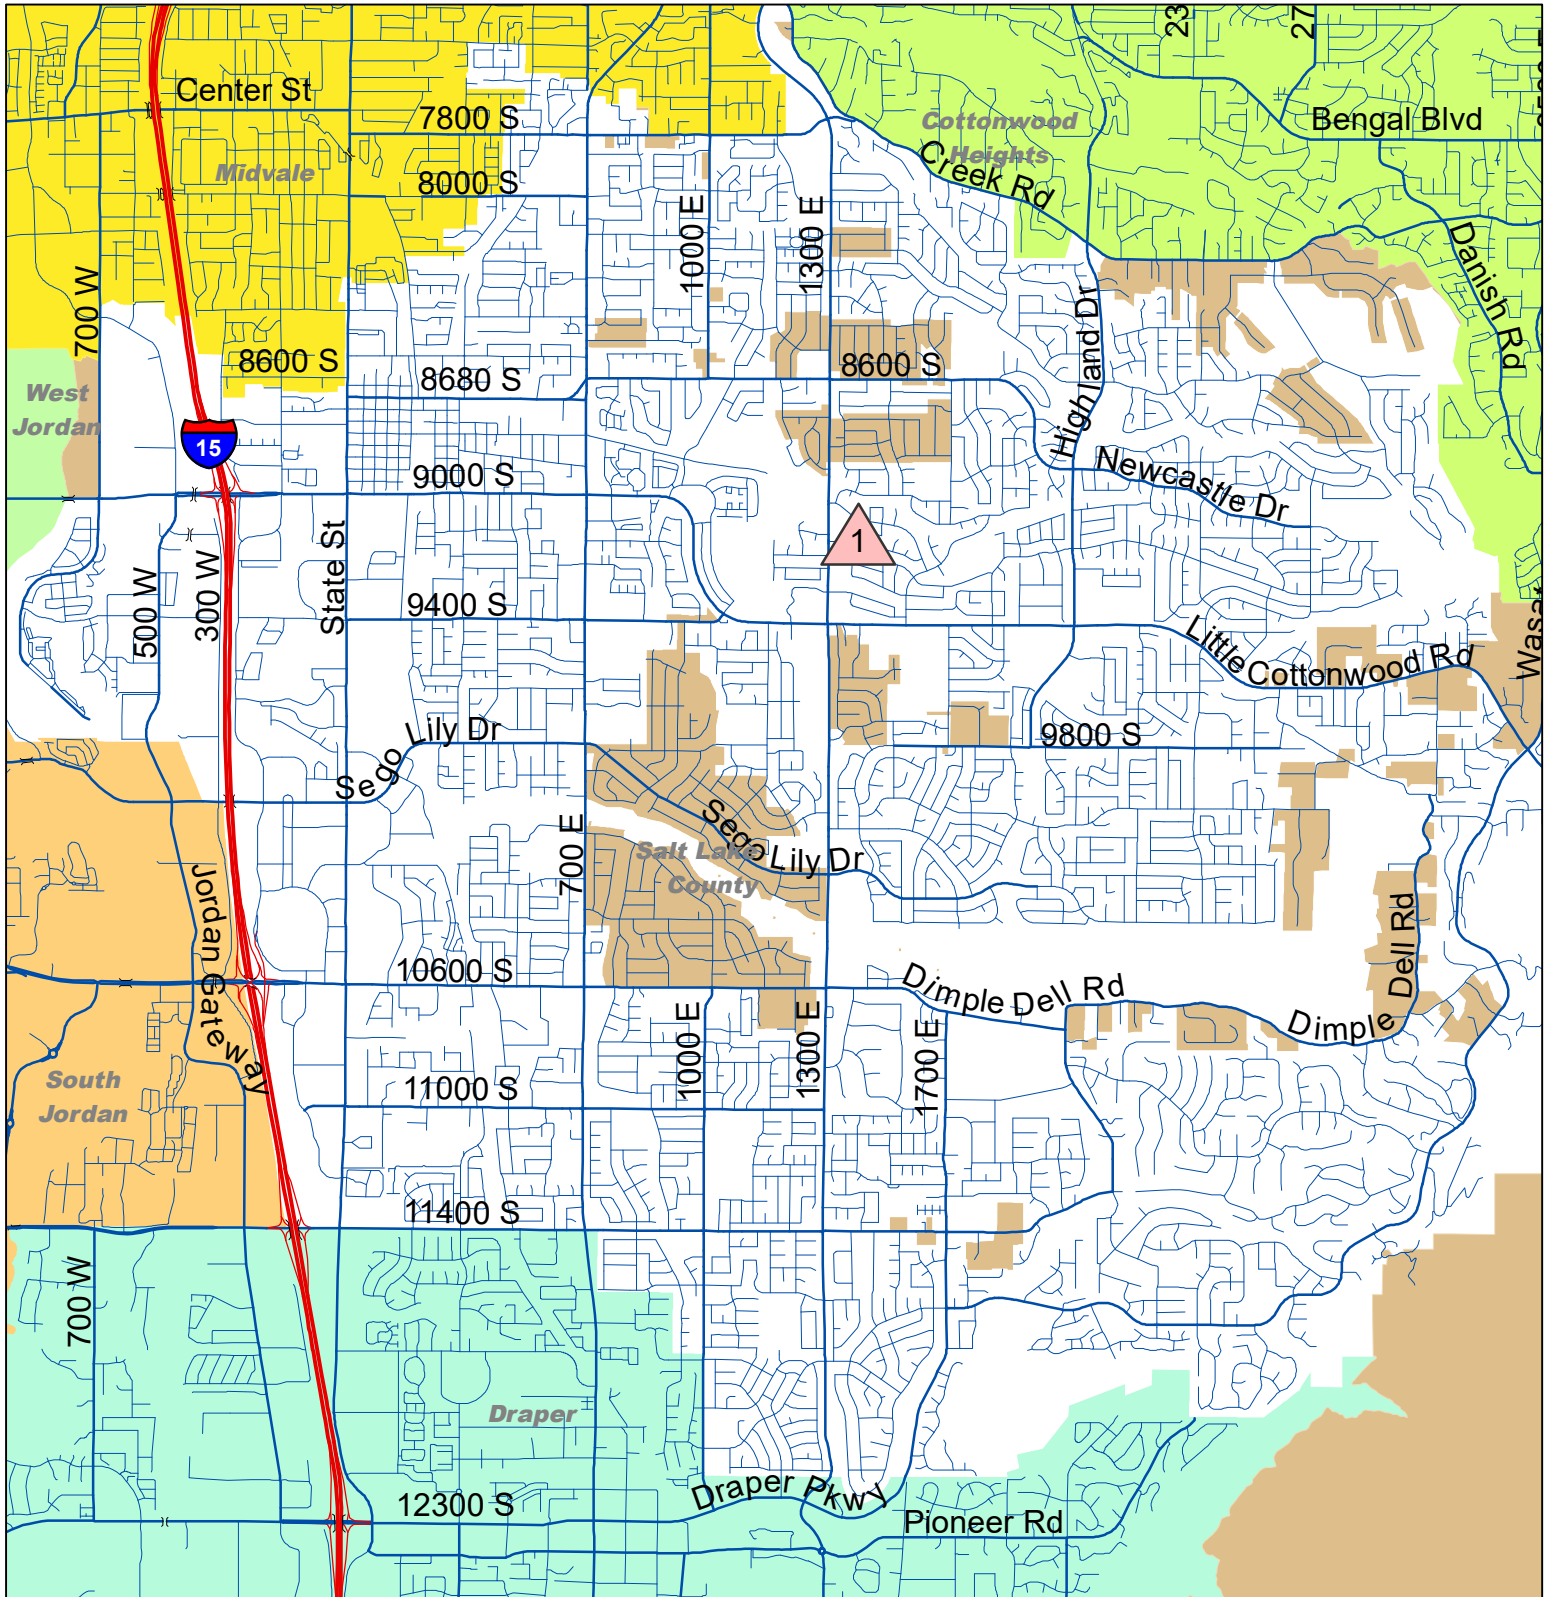 23
27
Center St
7800 S
Bengal Blvd
Cottonwood
Heights
Creek Rd
Midvale
8000 S
1000 E
1300 E
Danish Rd
700 W
Highland Dr
8600 S
8680 S
8600 S
West
Jordan
15
9000 S
Newcastle Dr
1
State St
300 W
500 W
9400 S
Little Cottonwood Rd
Wasat
Sego Lily Dr
9800 S
Sego Lily Dr
700 E
Salt Lake
County
Jordan Gateway
Dell Rd
10600 S
Dimple Dell Rd
Dimple
1000 E
1300 E
1700 E
South
Jordan
11000 S
11400 S
700 W
Draper
12300 S
Draper Pkwy
Pioneer Rd